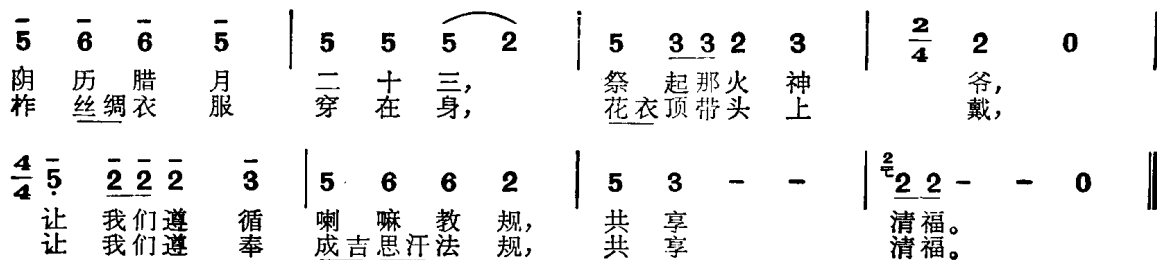 5 6 6 5 | 5 5 5 2 | 5 3 3 2 3 | 2/4 2 0 |
阴 历 腊 月 二 十 三， 祭 起 那 火 神 爷，
柞 丝 绸 衣 服 穿 在 身， 花 衣 顶 带 头 上 戴，
4/4 5 2 2 2 3 | 5 6 6 2 | 5 3 - - | 2 2 - - 0 ‖
让 我 们 遵 循 喇 嘛 教 规， 共 享 清 福。
让 我 们 遵 奉 成 吉 思 汗 法 规， 共 享 清 福。